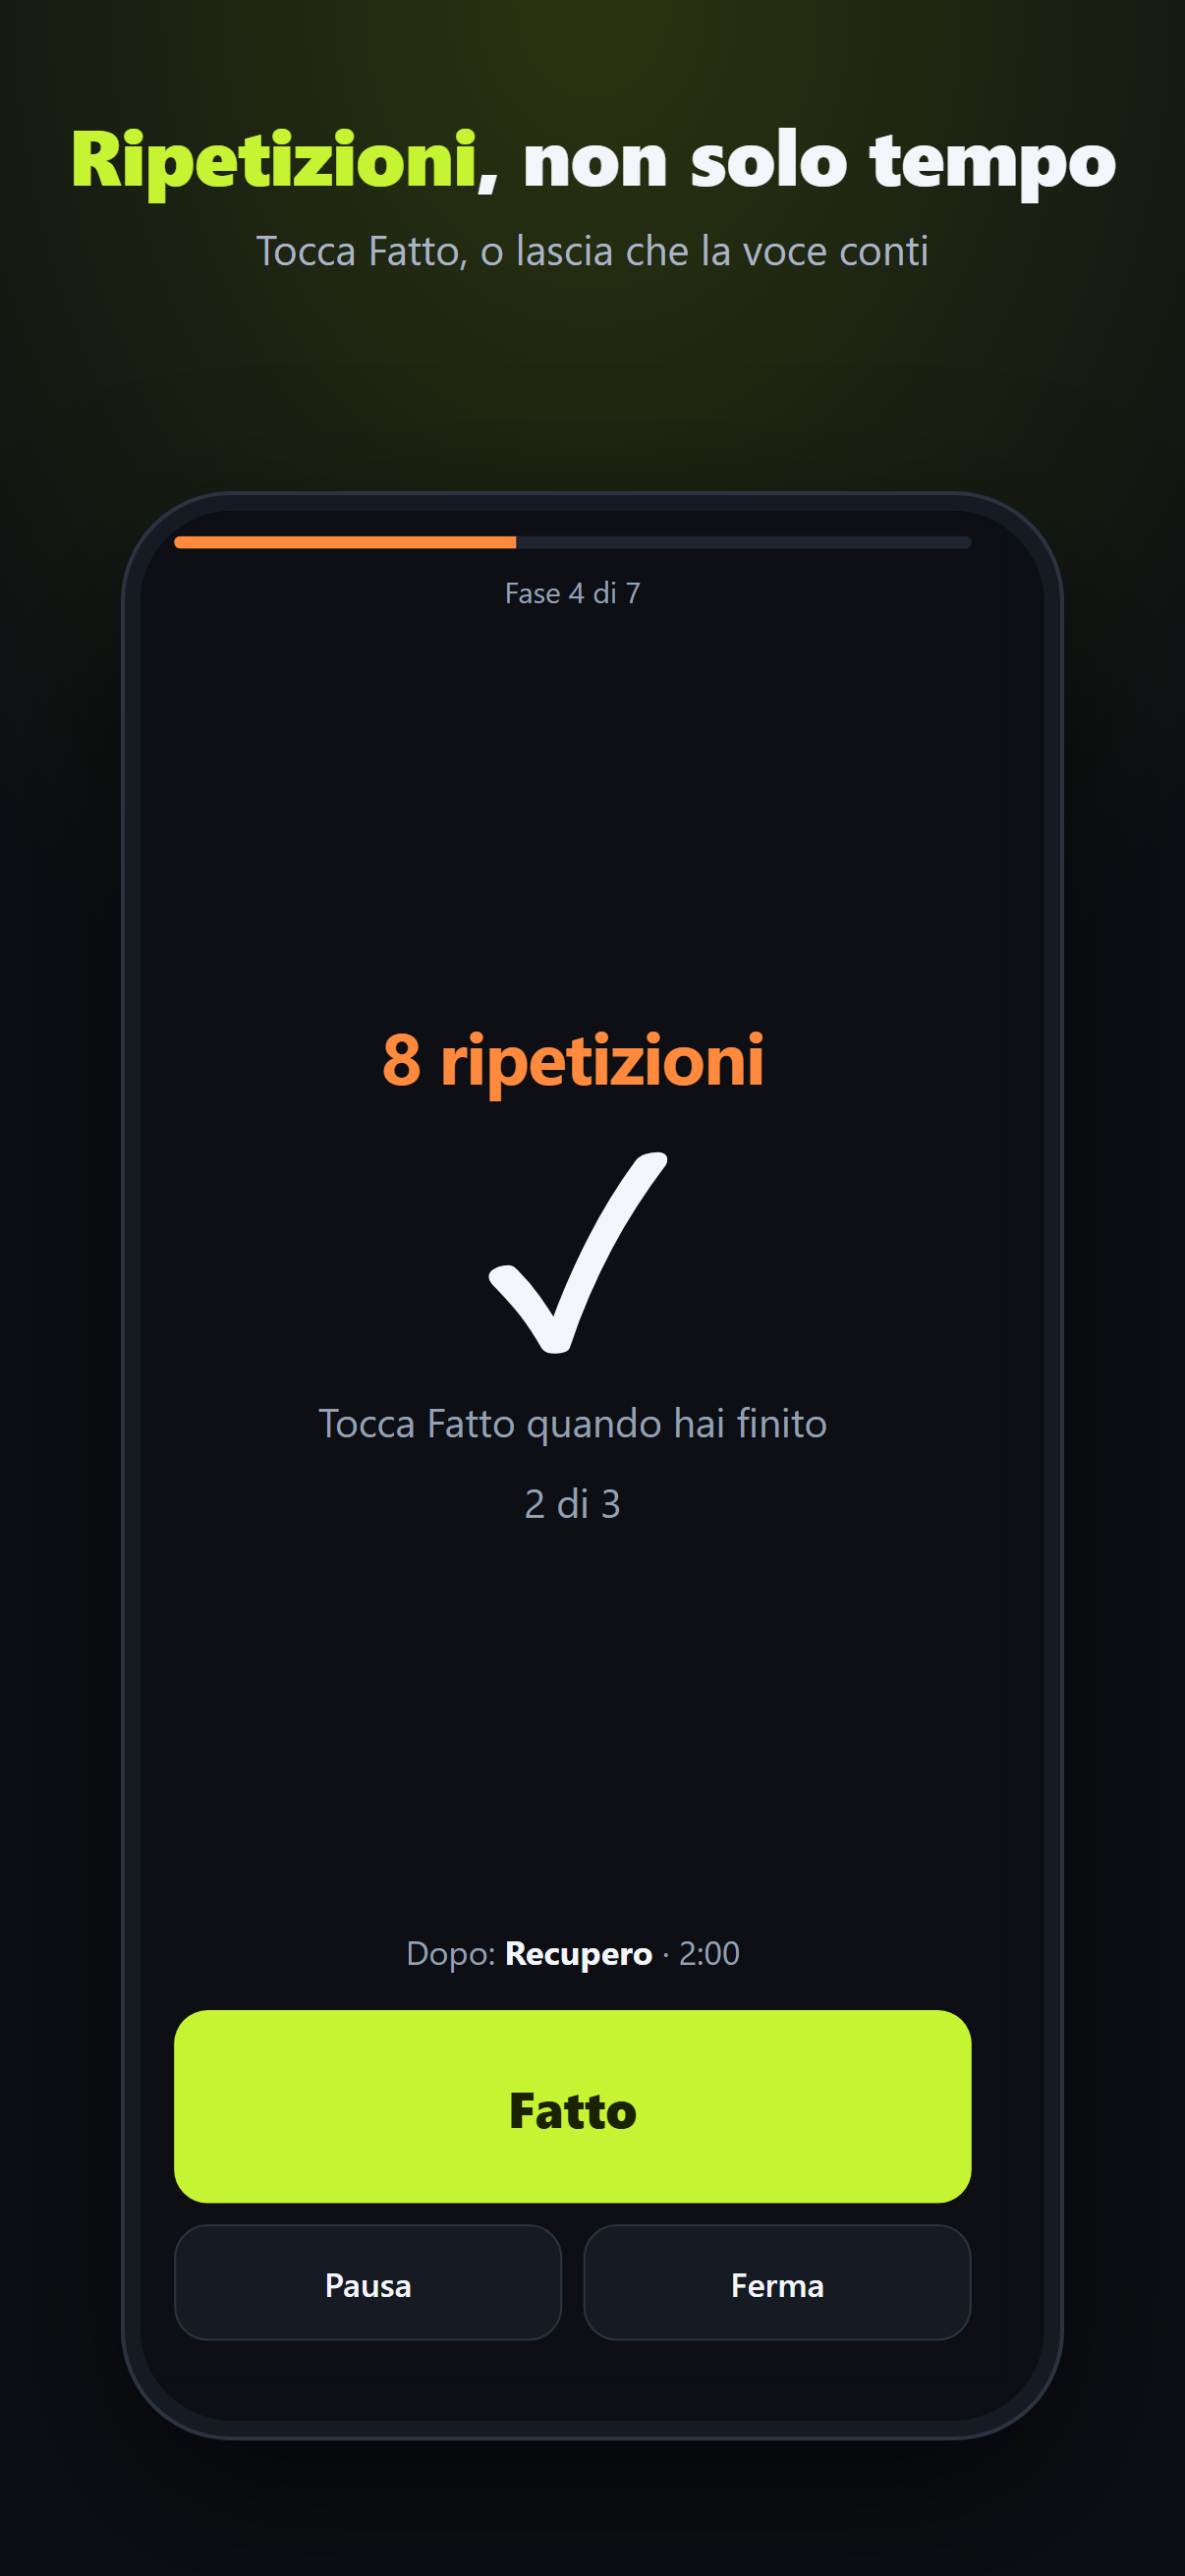 Ripetizioni, non solo tempo
Tocca Fatto, o lascia che la voce conti
Fase 4 di 7
8 ripetizioni
Tocca Fatto quando hai finito
2 di 3
Dopo: Recupero · 2:00
Fatto
Pausa
Ferma